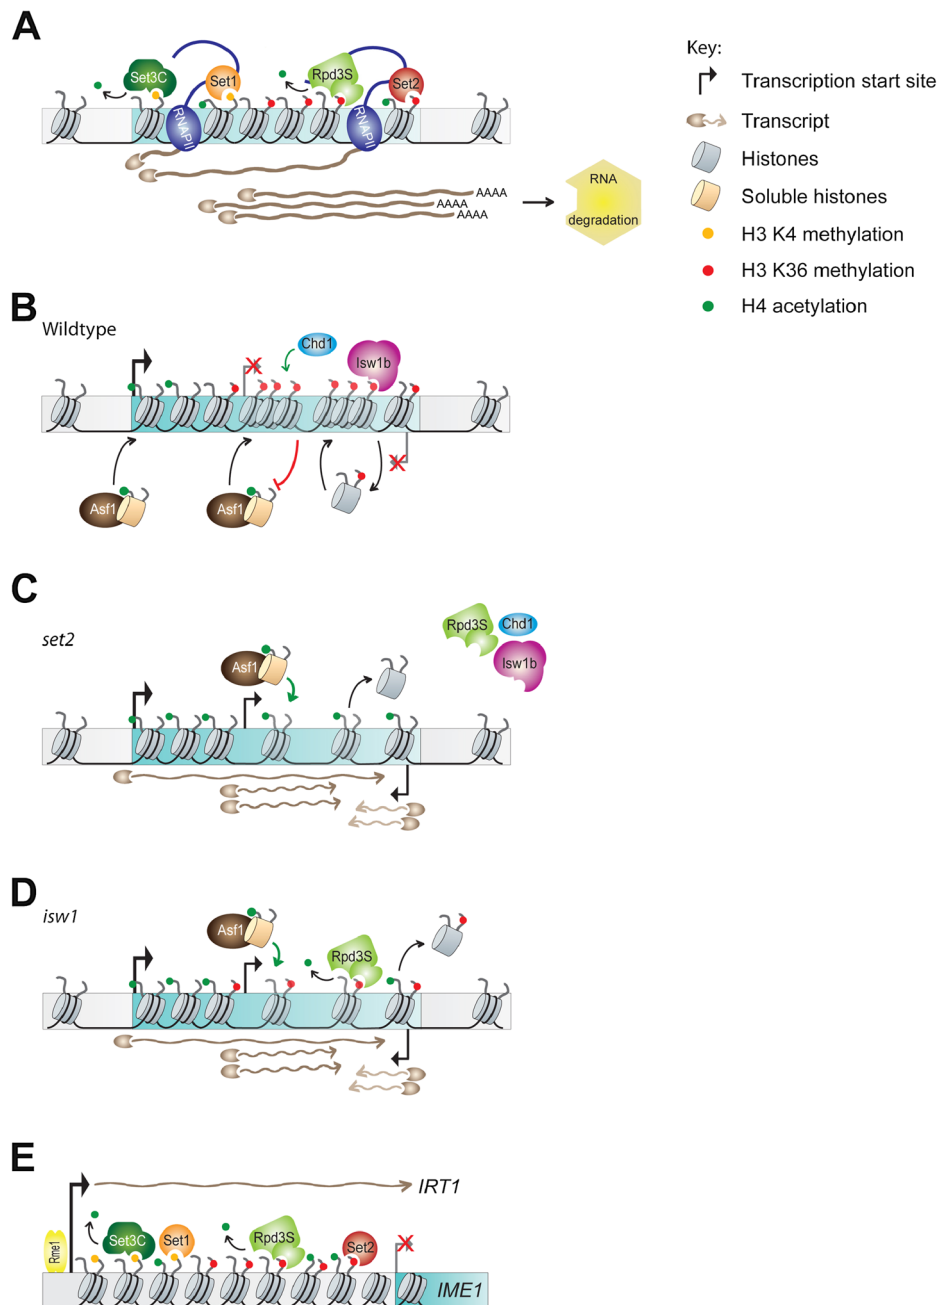 A
Set3C
Set1
Rpd3S
Set2
RNAPII
RNAPII
AAAA
AAAA
AAAA
RNA
degradation
Key:
Transcription start site
Transcript
Histones
Soluble histones
H3 K4 methylation
H3 K36 methylation
H4 acetylation
B
Wildtype
Chd1
Isw1b
Asf1
Asf1
C
set2
Asf1
Rpd3S
Chd1
Isw1b
D
isw1
Asf1
Rpd3S
E
IRT1
Rme1
Set3C
Set1
Rpd3S
Set2
IME1